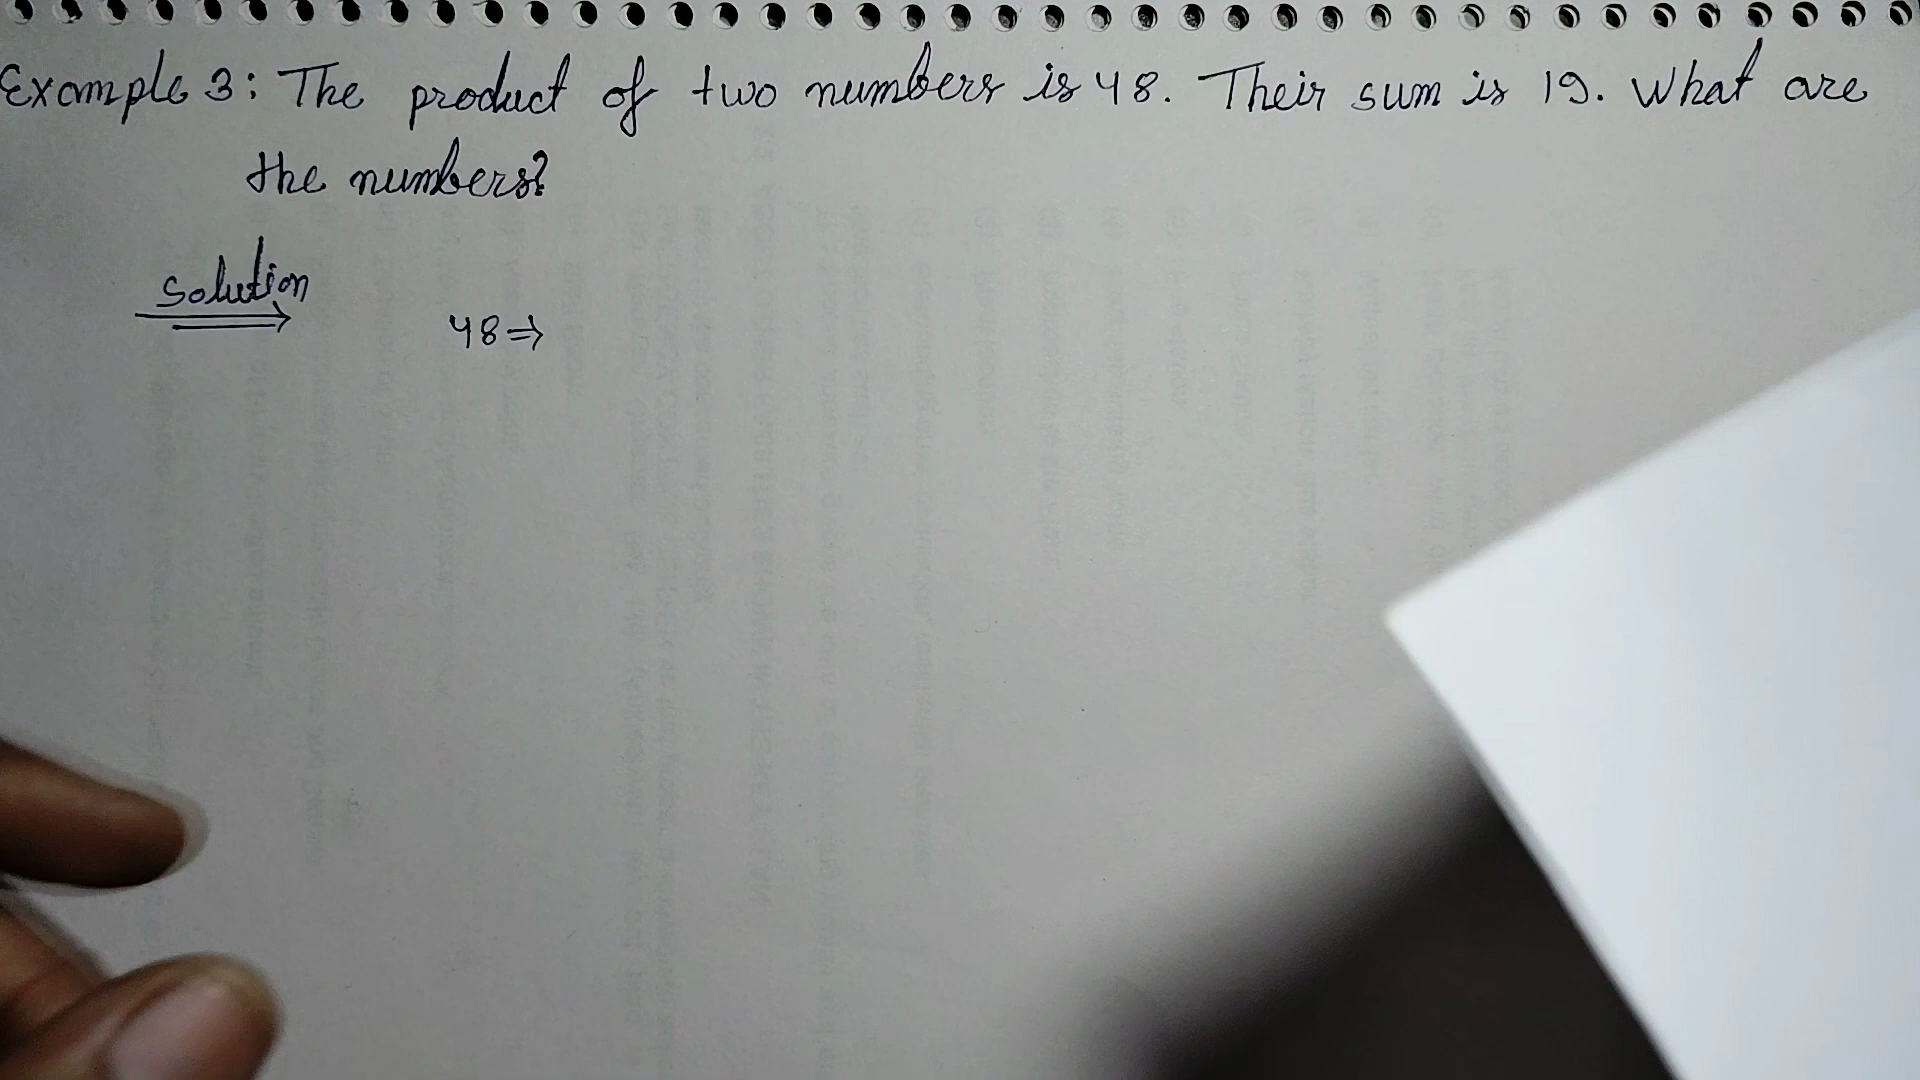 Example 3: The product of two numbers is 48. Their sum is 19. What are
the numbers?
Solution
48⇒